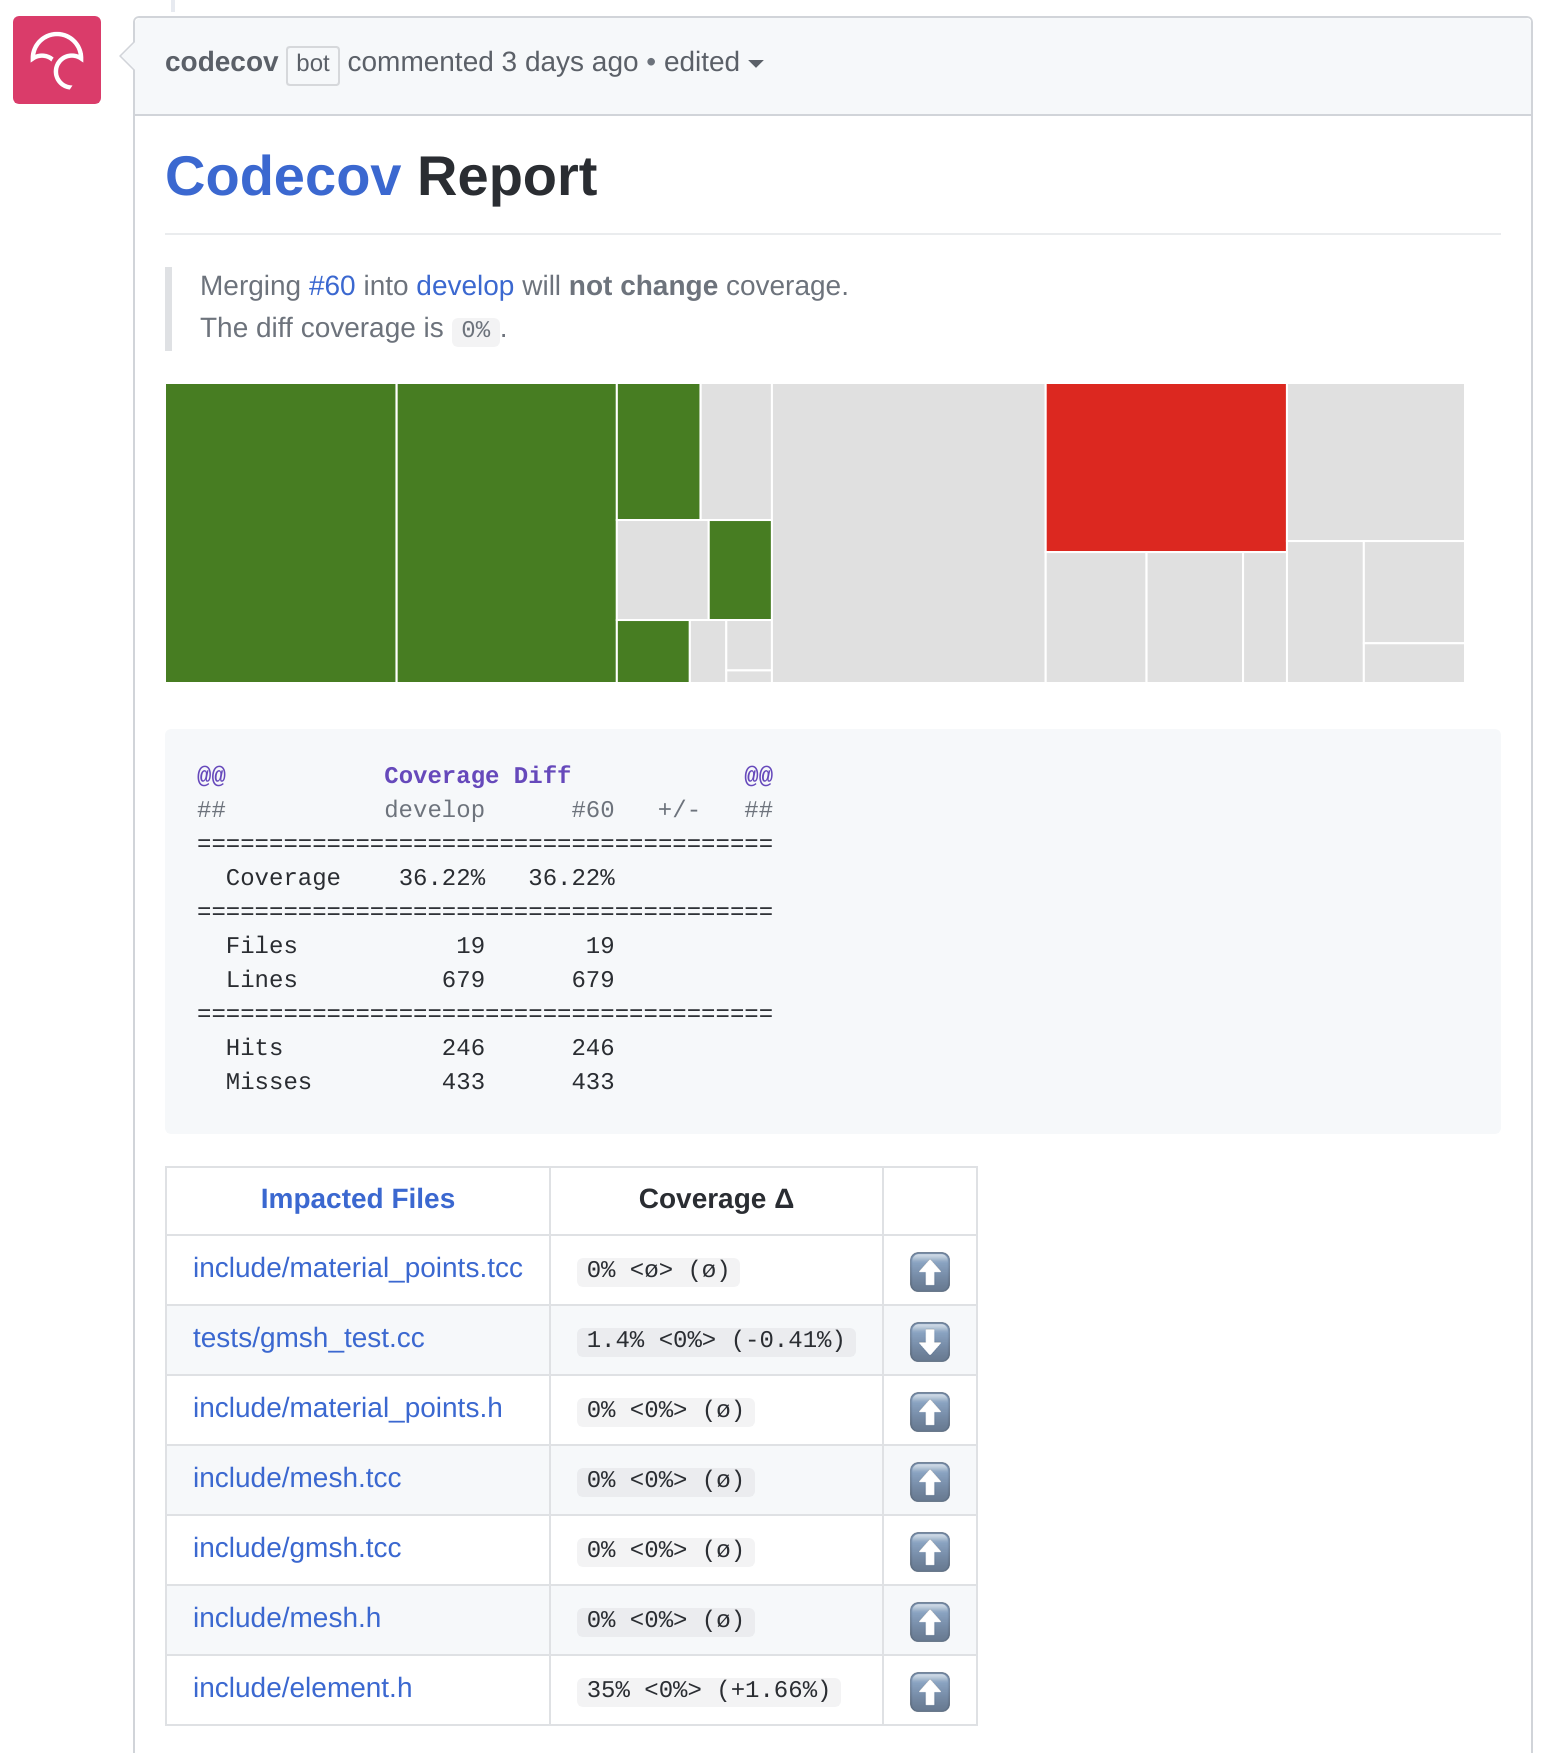 codecov bot commented 3 days ago • edited
Codecov Report
Merging #60 into develop will not change coverage.
The diff coverage is 0%.
@@           Coverage Diff            @@
##           develop      #60   +/-   ##
========================================
  Coverage    36.22%   36.22%
========================================
  Files           19       19
  Lines          679      679
========================================
  Hits           246      246
  Misses         433      433
Impacted Files Coverage Δ
include/material_points.tcc 0% <ø> (ø)
tests/gmsh_test.cc 1.4% <0%> (-0.41%)
include/material_points.h 0% <0%> (ø)
include/mesh.tcc 0% <0%> (ø)
include/gmsh.tcc 0% <0%> (ø)
include/mesh.h 0% <0%> (ø)
include/element.h 35% <0%> (+1.66%)